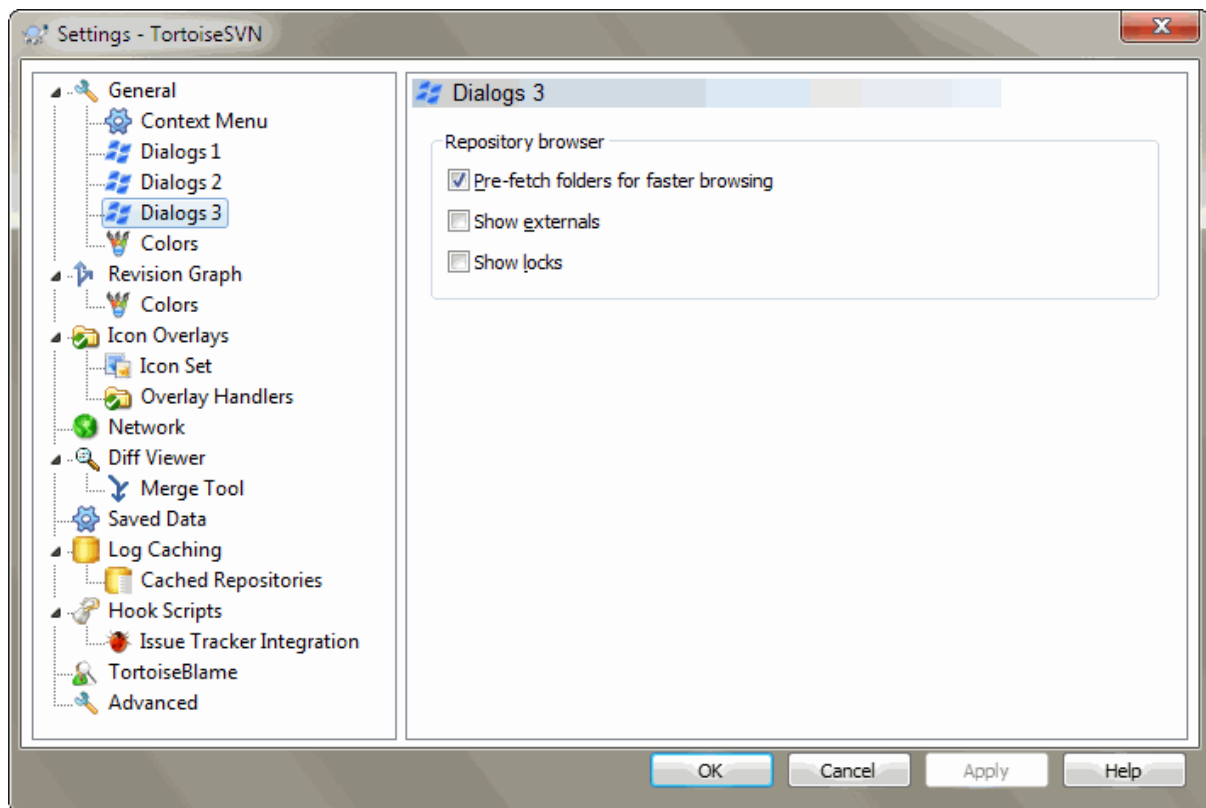 Settings - TortoiseSVN
General
Context Menu
Dialogs 1
Dialogs 2
Dialogs 3
Colors
Revision Graph
Colors
Icon Overlays
Icon Set
Overlay Handlers
Network
Diff Viewer
Merge Tool
Saved Data
Log Caching
Cached Repositories
Hook Scripts
Issue Tracker Integration
TortoiseBlame
Advanced
Dialogs 3
Repository browser
Pre-fetch folders for faster browsing
Show externals
Show locks
OK
Cancel
Apply
Help